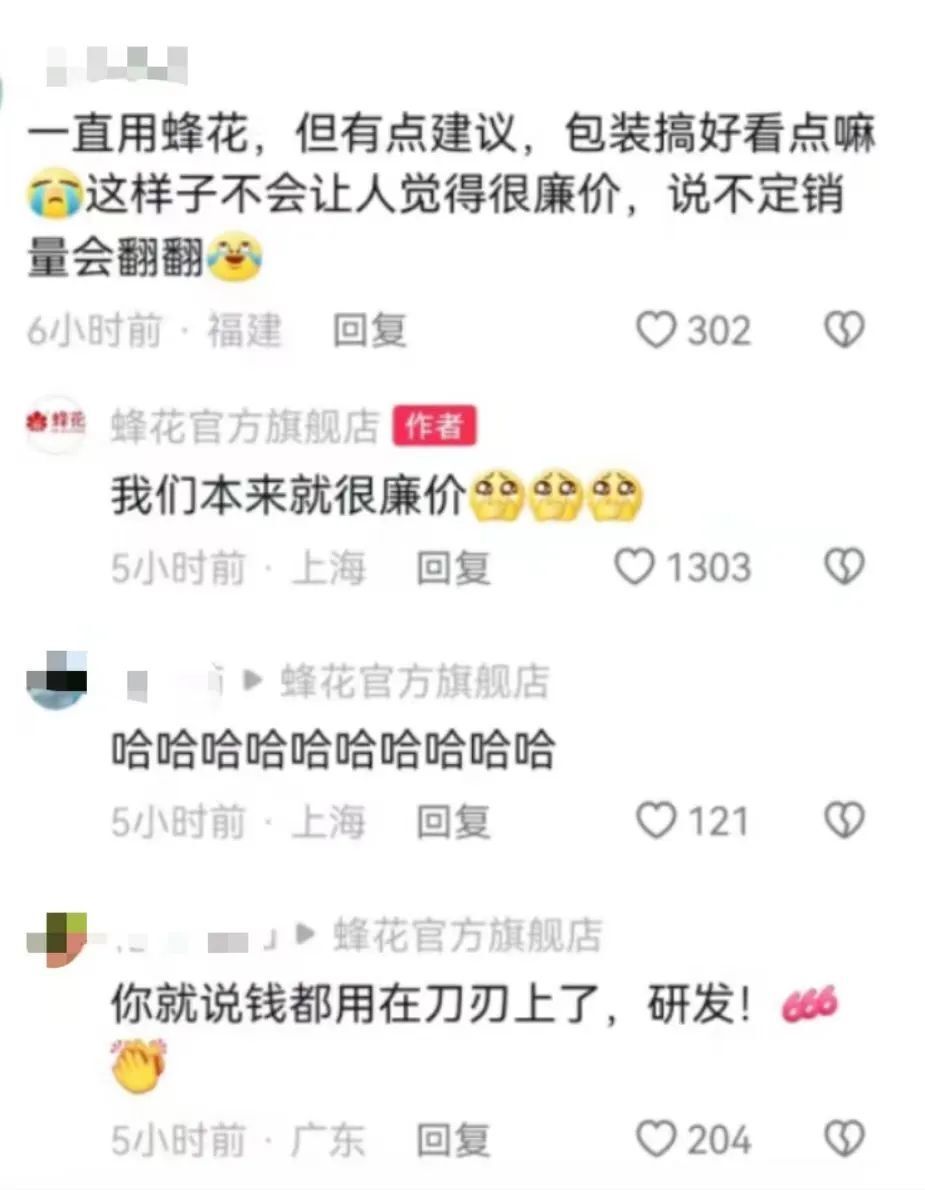 一直用蜂花，但有点建议，包装搞好看点嘛
😭这样子不会让人觉得很廉价，说不定销
量会翻翻😂
6小时前 · 福建 回复 302
蜂花
蜂花官方旗舰店 作者
我们本来就很廉价🥺🥺🥺
5小时前 · 上海 回复 1303
蜂花官方旗舰店
哈哈哈哈哈哈哈哈哈哈
5小时前 · 上海 回复 121
蜂花官方旗舰店
你就说钱都用在刀刃上了，研发！666
👏
5小时前 · 广东 回复 204